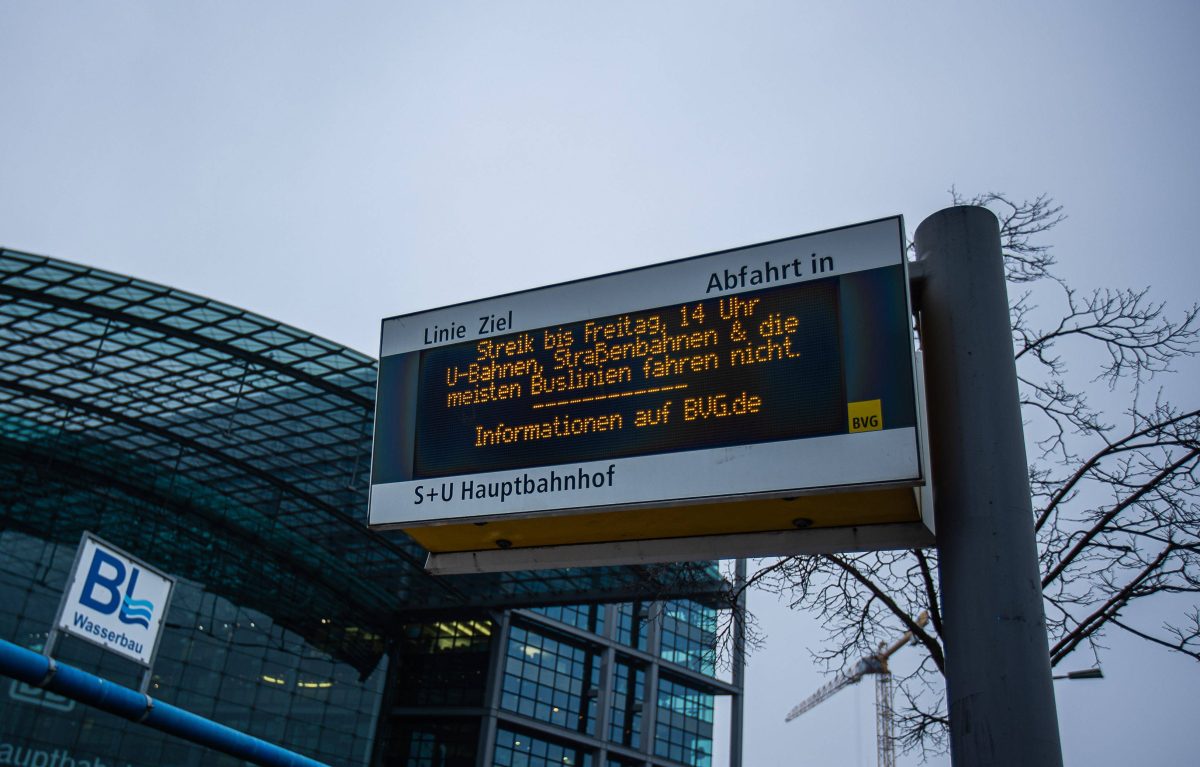 Linie Ziel
Abfahrt in
Streik bis Freitag, 14 Uhr
U-Bahnen, Straßenbahnen & die
meisten Buslinien fahren nicht.
----------
Informationen auf BVG.de
BVG
S+U Hauptbahnhof
BL
Wasserbau